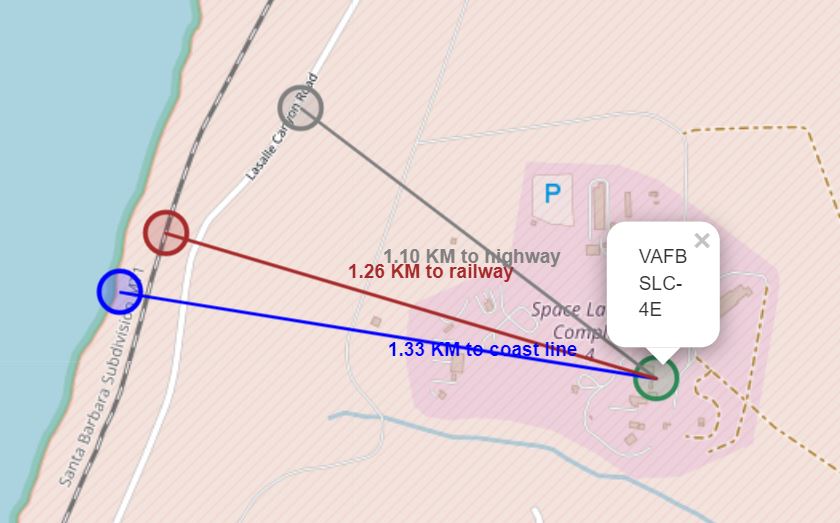 Lasalle Canyon Road
P
VAFB
SLC-
4E
×
1.10 KM to highway
1.26 KM to railway
Space La
Compl
4
1.33 KM to coast line
Santa Barbara Subdivision